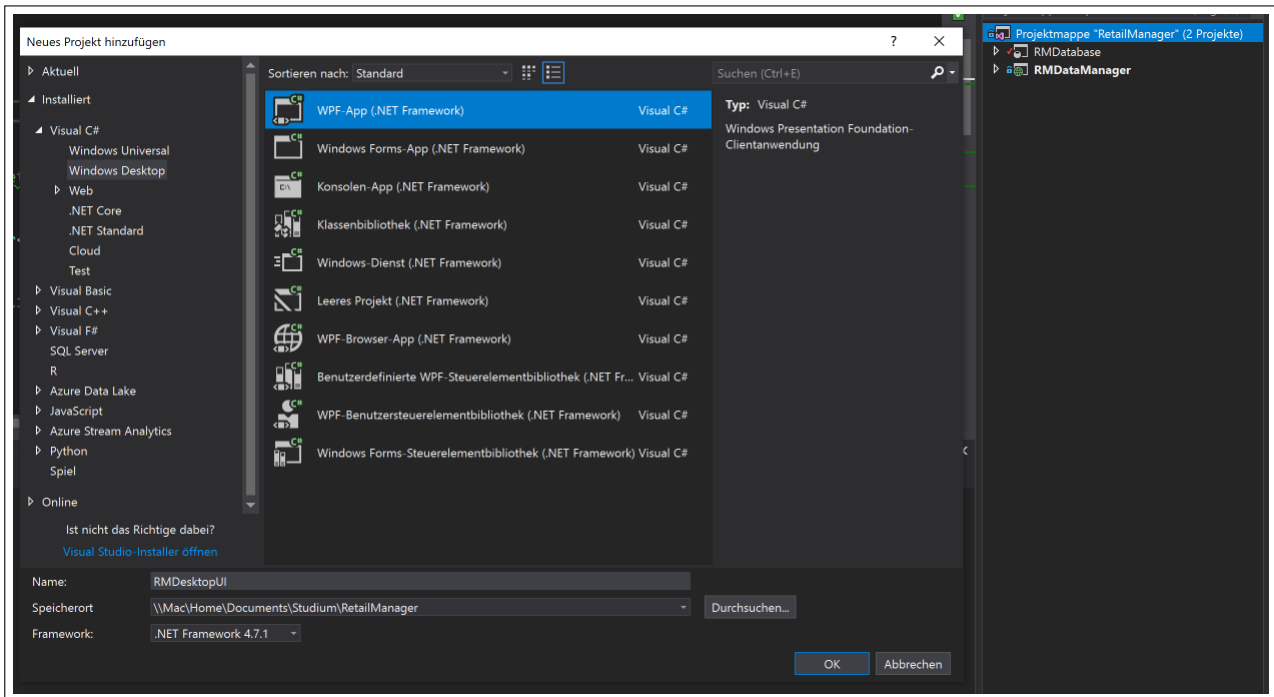 Neues Projekt hinzufügen
? ×
Aktuell
Installiert
Visual C#
Windows Universal
Windows Desktop
Web
.NET Core
.NET Standard
Cloud
Test
Visual Basic
Visual C++
Visual F#
SQL Server
R
Azure Data Lake
JavaScript
Azure Stream Analytics
Python
Spiel
Online
Ist nicht das Richtige dabei?
Visual Studio-Installer öffnen
Sortieren nach: Standard
WPF-App (.NET Framework) Visual C#
Windows Forms-App (.NET Framework) Visual C#
Konsolen-App (.NET Framework) Visual C#
Klassenbibliothek (.NET Framework) Visual C#
Windows-Dienst (.NET Framework) Visual C#
Leeres Projekt (.NET Framework) Visual C#
WPF-Browser-App (.NET Framework) Visual C#
Benutzerdefinierte WPF-Steuerelementbibliothek (.NET Fr... Visual C#
WPF-Benutzersteuerelementbibliothek (.NET Framework) Visual C#
Windows Forms-Steuerelementbibliothek (.NET Framework) Visual C#
Suchen (Ctrl+E)
Typ: Visual C#
Windows Presentation Foundation-
Clientanwendung
Name: RMDesktopUI
Speicherort \\Mac\Home\Documents\Studium\RetailManager Durchsuchen...
Framework: .NET Framework 4.7.1
OK Abbrechen
Projektmappe "RetailManager" (2 Projekte)
RMDatabase
RMDataManager